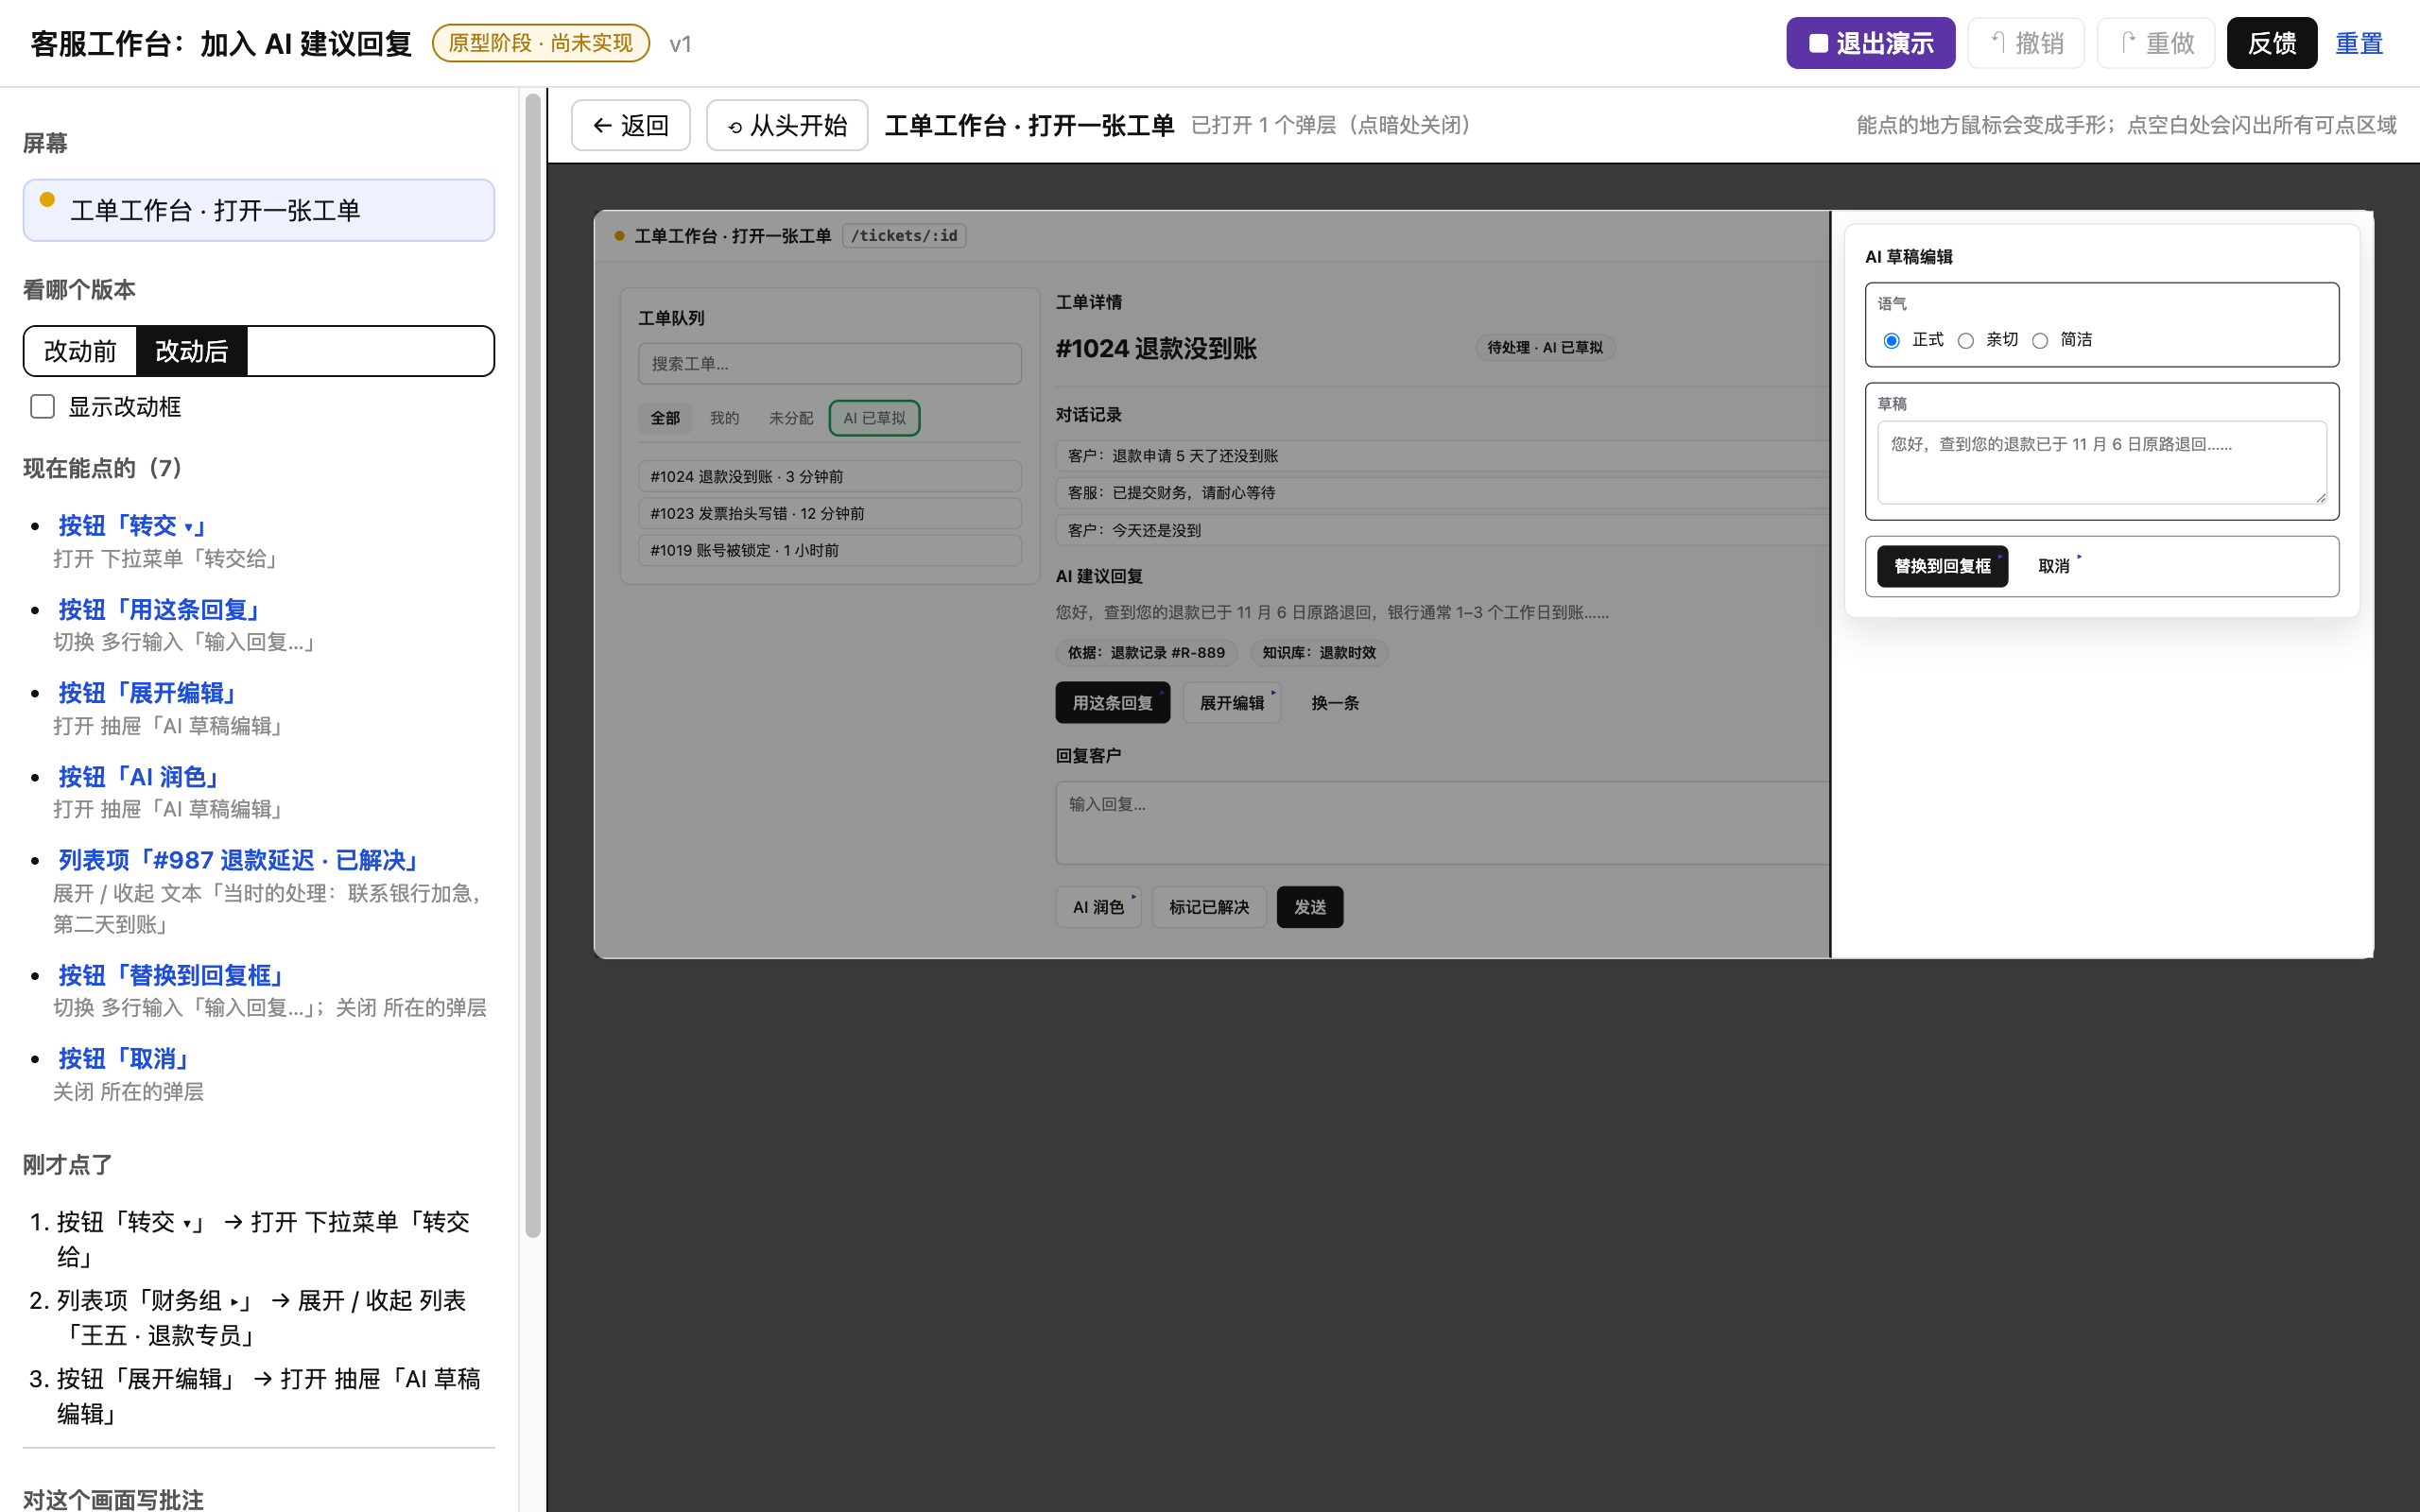 客服工作台：加入 AI 建议回复
原型阶段 · 尚未实现
v1
退出演示
撤销
重做
反馈
重置
屏幕
工单工作台 · 打开一张工单
看哪个版本
改动前
改动后
显示改动框
现在能点的（7）
按钮「转交 ▾」
打开 下拉菜单「转交给」
按钮「用这条回复」
切换 多行输入「输入回复...」
按钮「展开编辑」
打开 抽屉「AI 草稿编辑」
按钮「AI 润色」
打开 抽屉「AI 草稿编辑」
列表项「#987 退款延迟 · 已解决」
展开 / 收起 文本「当时的处理：联系银行加急，
第二天到账」
按钮「替换到回复框」
切换 多行输入「输入回复...」；关闭 所在的弹层
按钮「取消」
关闭 所在的弹层
刚才点了
1. 按钮「转交 ▾」 → 打开 下拉菜单「转交
给」
2. 列表项「财务组 ▸」 → 展开 / 收起 列表
「王五 · 退款专员」
3. 按钮「展开编辑」 → 打开 抽屉「AI 草稿
编辑」
对这个画面写批注
← 返回
⟲ 从头开始
工单工作台 · 打开一张工单
已打开 1 个弹层（点暗处关闭）
能点的地方鼠标会变成手形；点空白处会闪出所有可点区域
工单工作台 · 打开一张工单
/tickets/:id
工单队列
搜索工单...
全部
我的
未分配
AI 已草拟
#1024 退款没到账 · 3 分钟前
#1023 发票抬头写错 · 12 分钟前
#1019 账号被锁定 · 1 小时前
工单详情
#1024 退款没到账
待处理 · AI 已草拟
对话记录
客户：退款申请 5 天了还没到账
客服：已提交财务，请耐心等待
客户：今天还是没到
AI 建议回复
您好，查到您的退款已于 11 月 6 日原路退回，银行通常 1–3 个工作日到账......
依据：退款记录 #R-889
知识库：退款时效
用这条回复
展开编辑
换一条
回复客户
输入回复...
AI 润色
标记已解决
发送
AI 草稿编辑
语气
正式
亲切
简洁
草稿
您好，查到您的退款已于 11 月 6 日原路退回......
替换到回复框
取消